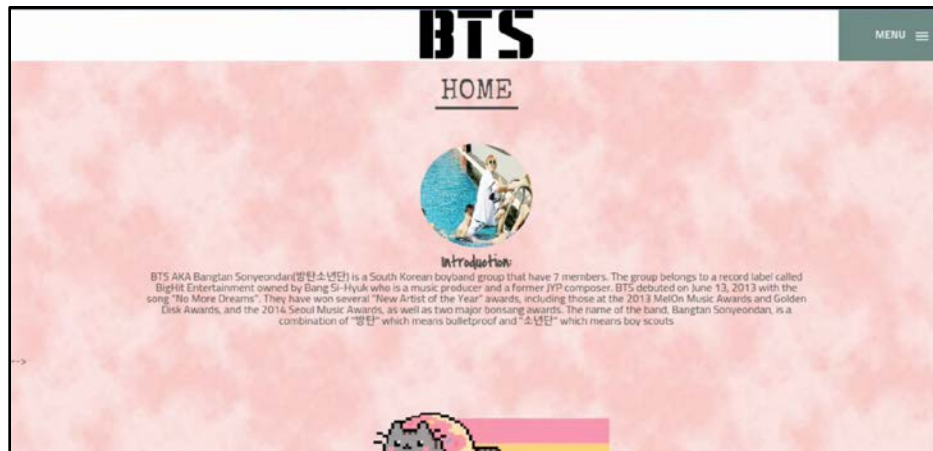 BTS
MENU
HOME
Introduction:
BTS AKA Bangtan Sonyeondan(방탄소년단) is a South Korean boyband group that have 7 members. The group belongs to a record label called
BigHit Entertainment owned by Bang Si-Hyuk who is a music producer and a former JYP composer. BTS debuted on June 13, 2013 with the
song "No More Dreams". They have won several "New Artist of the Year" awards, including those at the 2013 MelOn Music Awards and Golden
Disk Awards, and the 2014 Seoul Music Awards, as well as two major bonsang awards. The name of the band, Bangtan Sonyeondan, is a
combination of "방탄" which means bulletproof and "소년단" which means boy scouts
-->